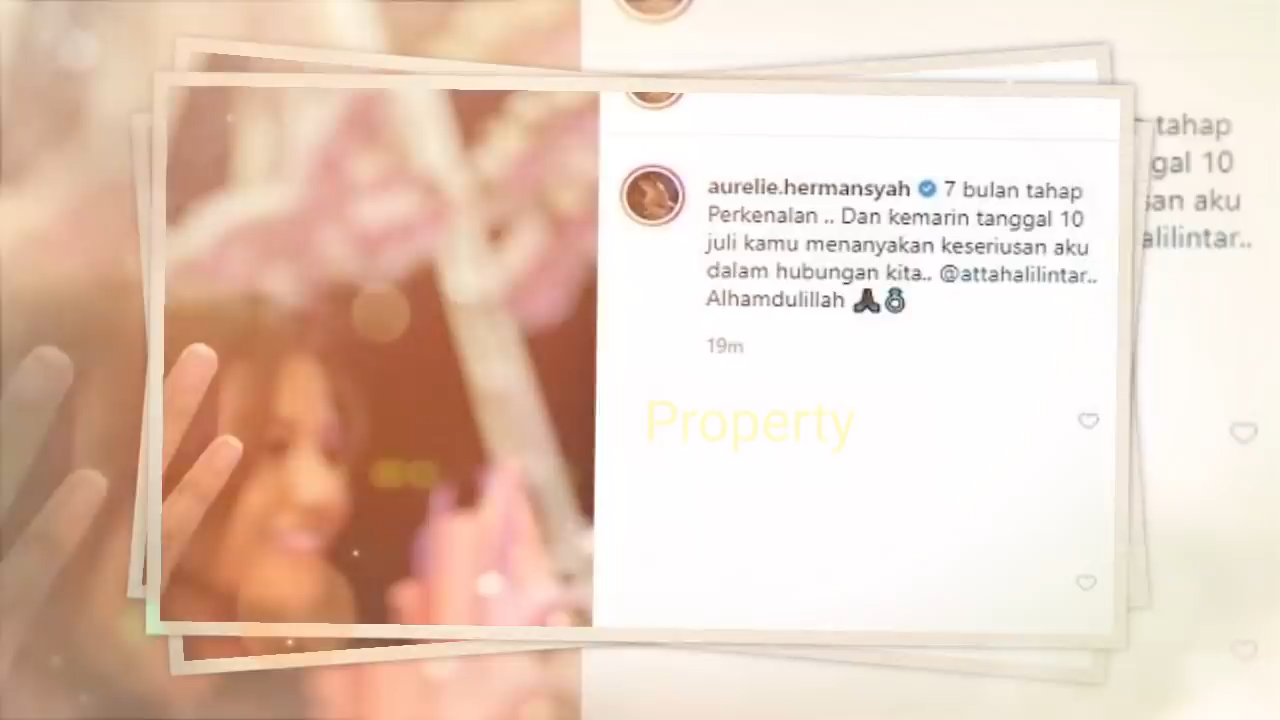 aurelie.hermansyah 7 bulan tahap
Perkenalan .. Dan kemarin tanggal 10
juli kamu menanyakan keseriusan aku
dalam hubungan kita.. @attahalilintar..
Alhamdulillah
19m
Property
tahap
gal 10
san aku
alilintar..